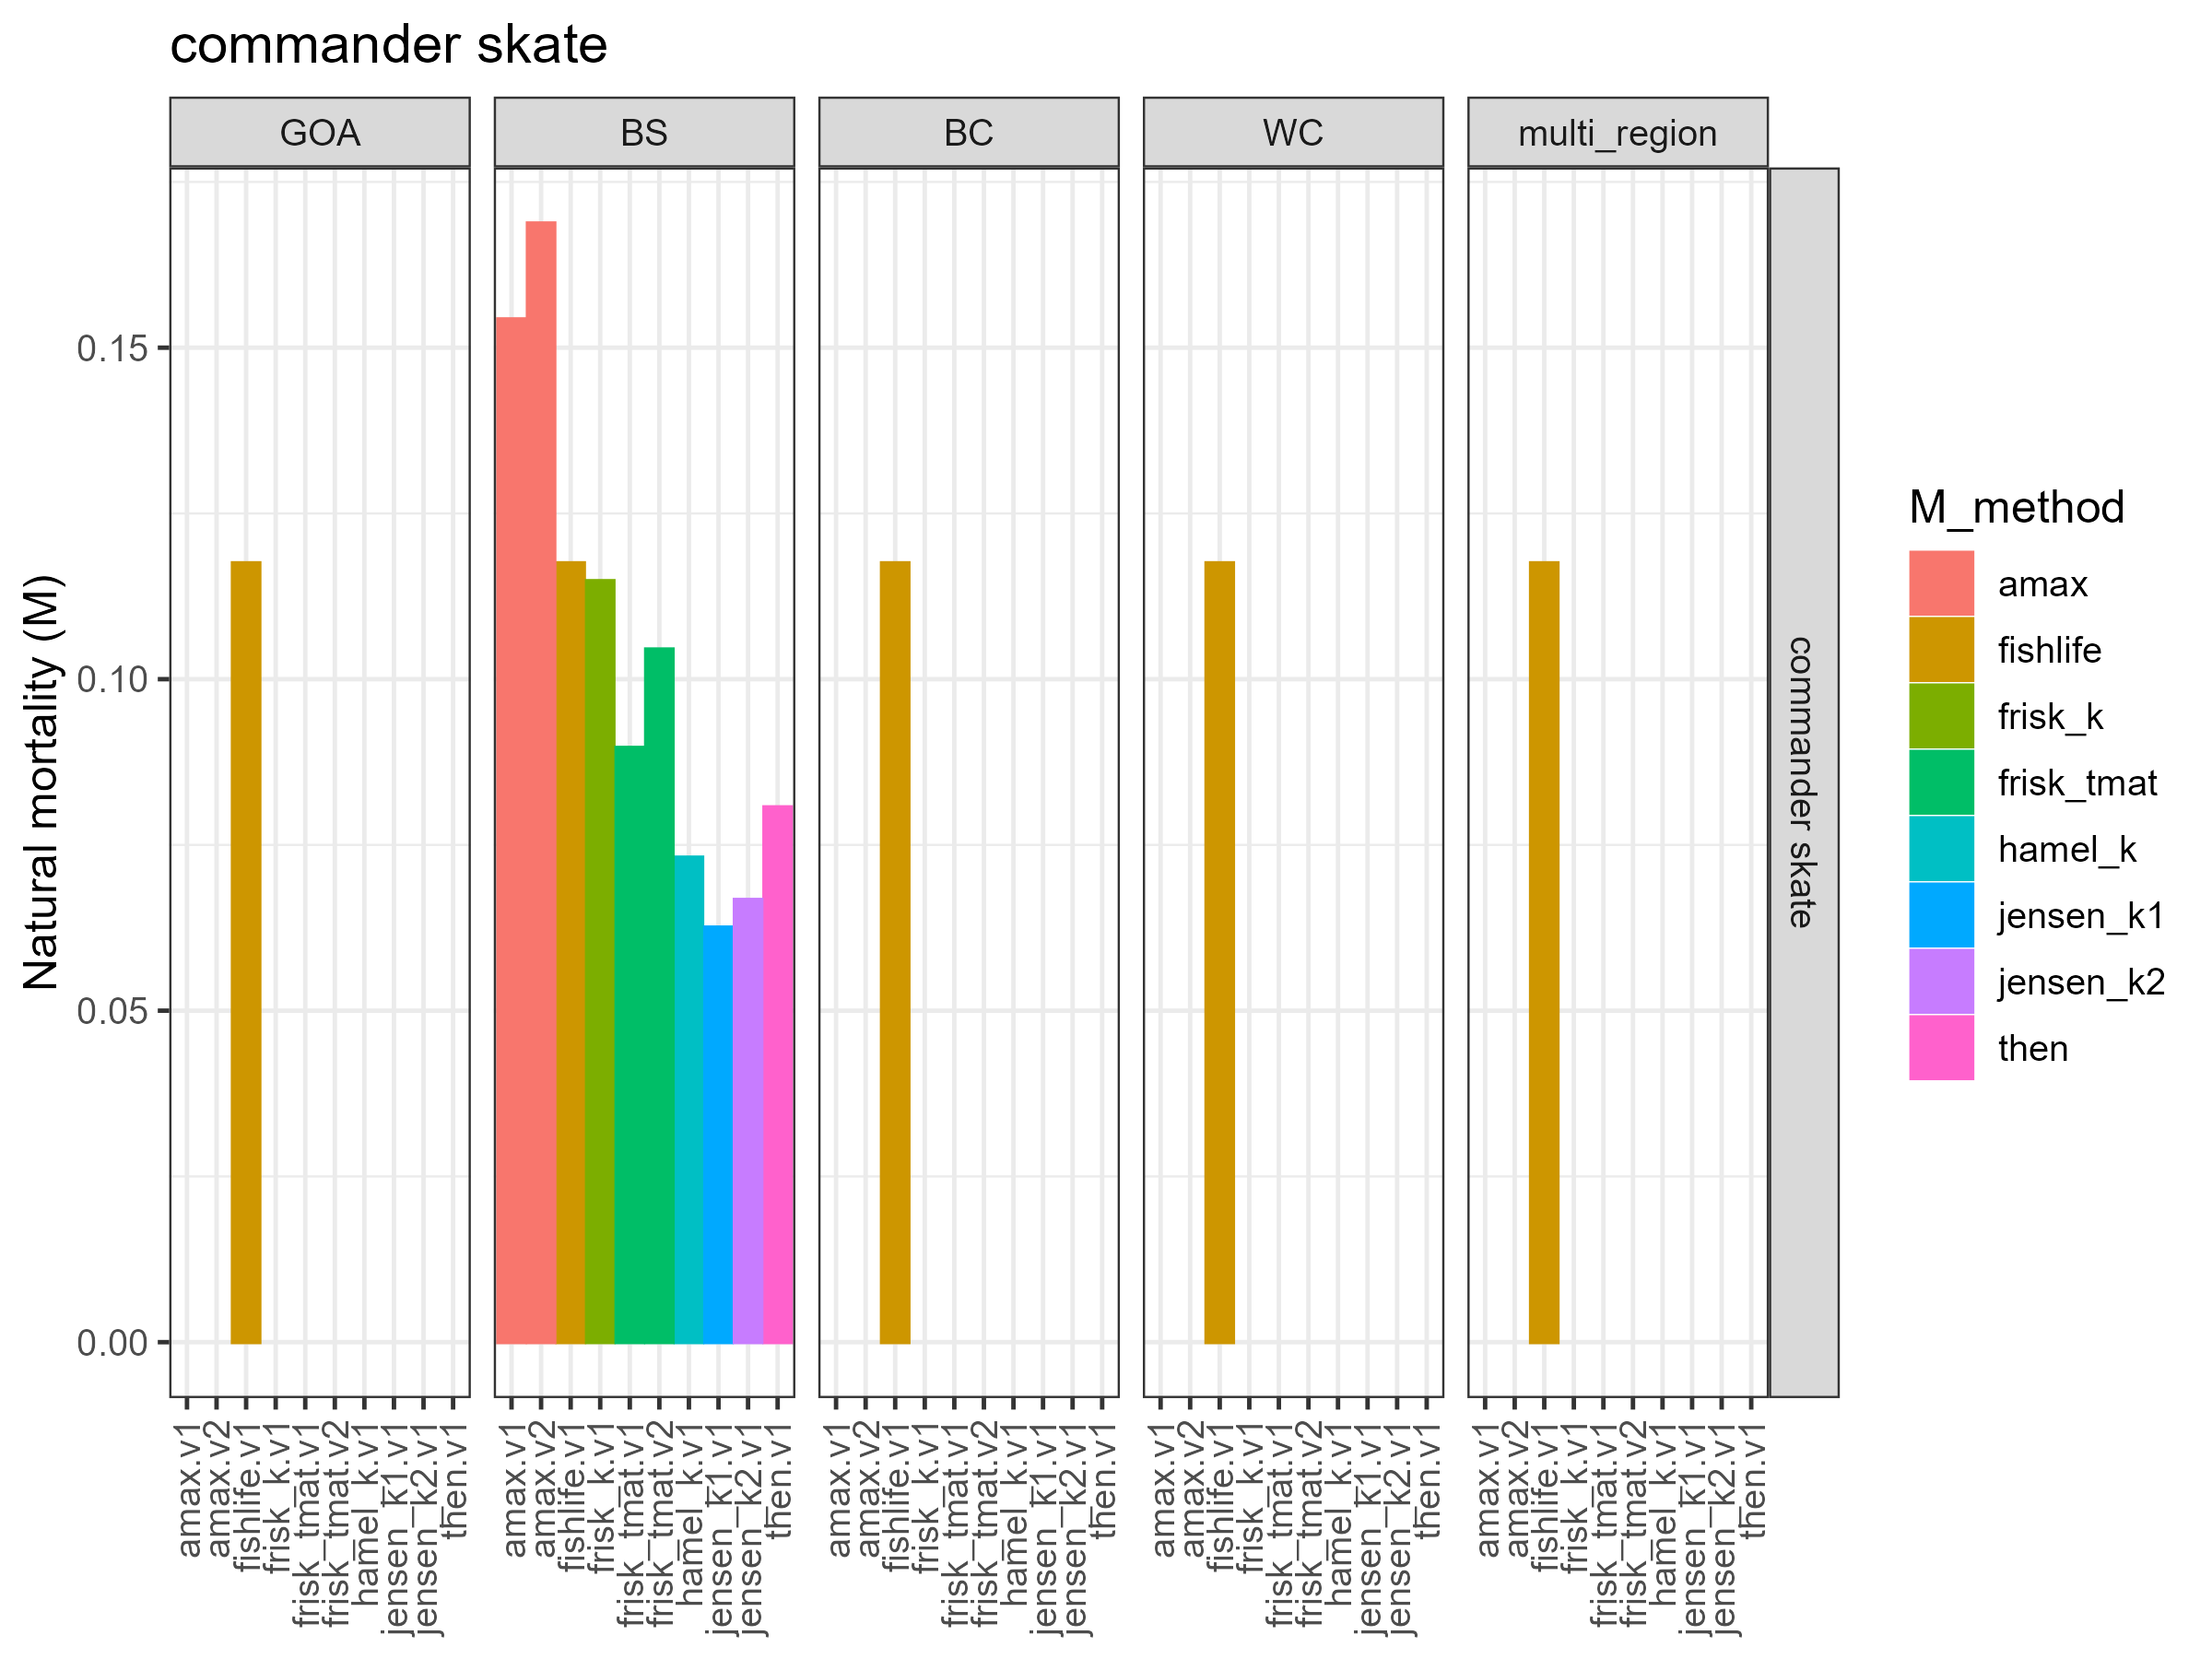 commander skate
GOA
BS
BC
WC
multi_region
commander skate
Natural mortality (M)
0.15
0.10
0.05
0.00
amax.v1
amax.v2
fishlife.v1
frisk_k.v1
frisk_tmat.v1
frisk_tmat.v2
hamel_k.v1
jensen_k1.v1
jensen_k2.v1
then.v1
amax.v1
amax.v2
fishlife.v1
frisk_k.v1
frisk_tmat.v1
frisk_tmat.v2
hamel_k.v1
jensen_k1.v1
jensen_k2.v1
then.v1
amax.v1
amax.v2
fishlife.v1
frisk_k.v1
frisk_tmat.v1
frisk_tmat.v2
hamel_k.v1
jensen_k1.v1
jensen_k2.v1
then.v1
amax.v1
amax.v2
fishlife.v1
frisk_k.v1
frisk_tmat.v1
frisk_tmat.v2
hamel_k.v1
jensen_k1.v1
jensen_k2.v1
then.v1
amax.v1
amax.v2
fishlife.v1
frisk_k.v1
frisk_tmat.v1
frisk_tmat.v2
hamel_k.v1
jensen_k1.v1
jensen_k2.v1
then.v1
M_method
amax
fishlife
frisk_k
frisk_tmat
hamel_k
jensen_k1
jensen_k2
then